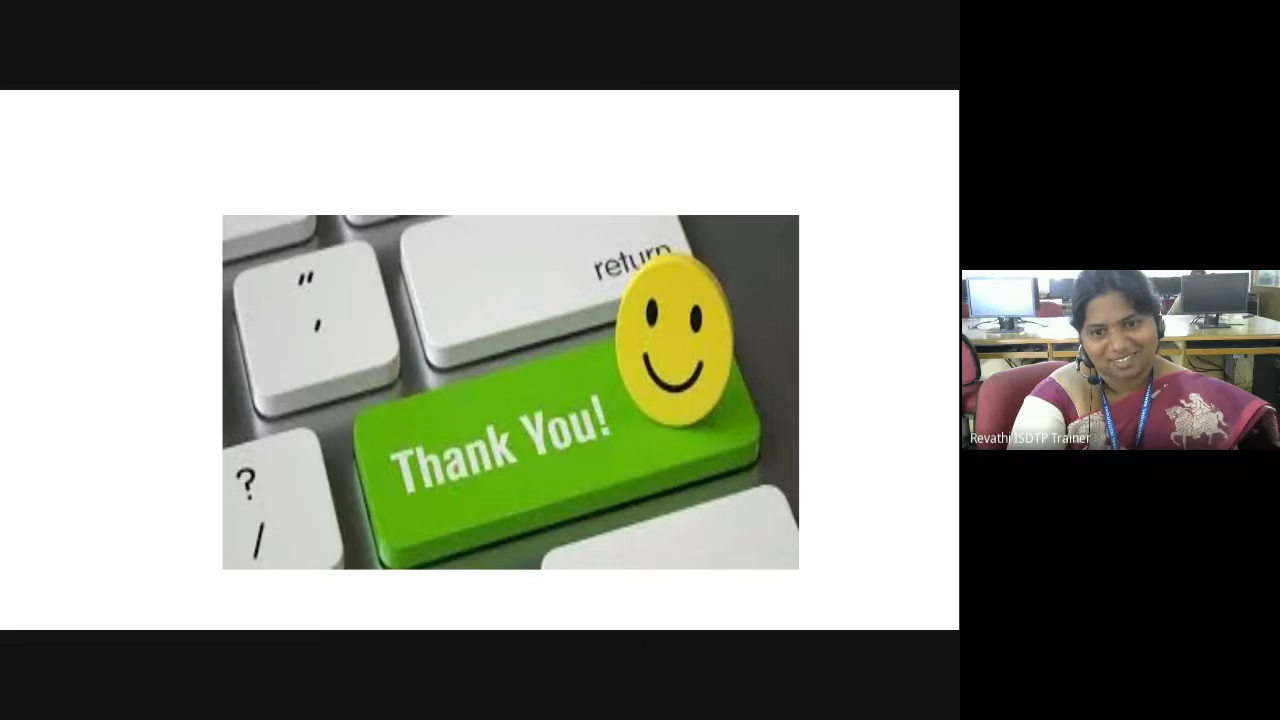 "
'
return
Thank You!
?
/
Revathi ISDTP Trainer